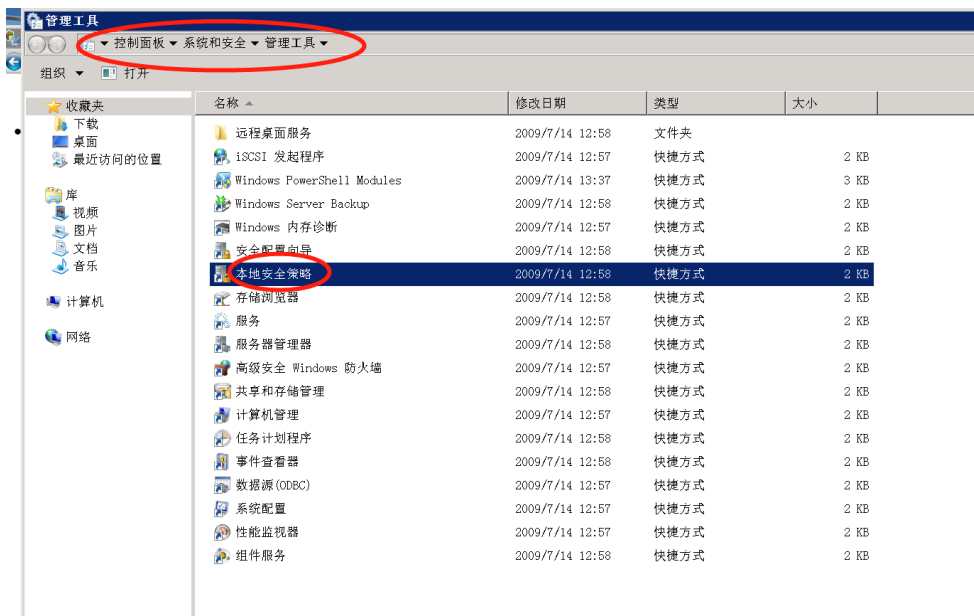 管理工具
控制面板 系统和安全 管理工具
组织 打开
名称 修改日期 类型 大小
收藏夹
下载
桌面
最近访问的位置
库
视频
图片
文档
音乐
计算机
网络
远程桌面服务 2009/7/14 12:58 文件夹
iSCSI 发起程序 2009/7/14 12:57 快捷方式 2 KB
Windows PowerShell Modules 2009/7/14 13:37 快捷方式 3 KB
Windows Server Backup 2009/7/14 12:58 快捷方式 2 KB
Windows 内存诊断 2009/7/14 12:57 快捷方式 2 KB
安全配置向导 2009/7/14 12:58 快捷方式 2 KB
本地安全策略 2009/7/14 12:58 快捷方式 2 KB
存储浏览器 2009/7/14 12:58 快捷方式 2 KB
服务 2009/7/14 12:57 快捷方式 2 KB
服务器管理器 2009/7/14 12:58 快捷方式 2 KB
高级安全 Windows 防火墙 2009/7/14 12:57 快捷方式 2 KB
共享和存储管理 2009/7/14 12:58 快捷方式 2 KB
计算机管理 2009/7/14 12:57 快捷方式 2 KB
任务计划程序 2009/7/14 12:58 快捷方式 2 KB
事件查看器 2009/7/14 12:58 快捷方式 2 KB
数据源(ODBC) 2009/7/14 12:57 快捷方式 2 KB
系统配置 2009/7/14 12:57 快捷方式 2 KB
性能监视器 2009/7/14 12:57 快捷方式 2 KB
组件服务 2009/7/14 12:58 快捷方式 2 KB